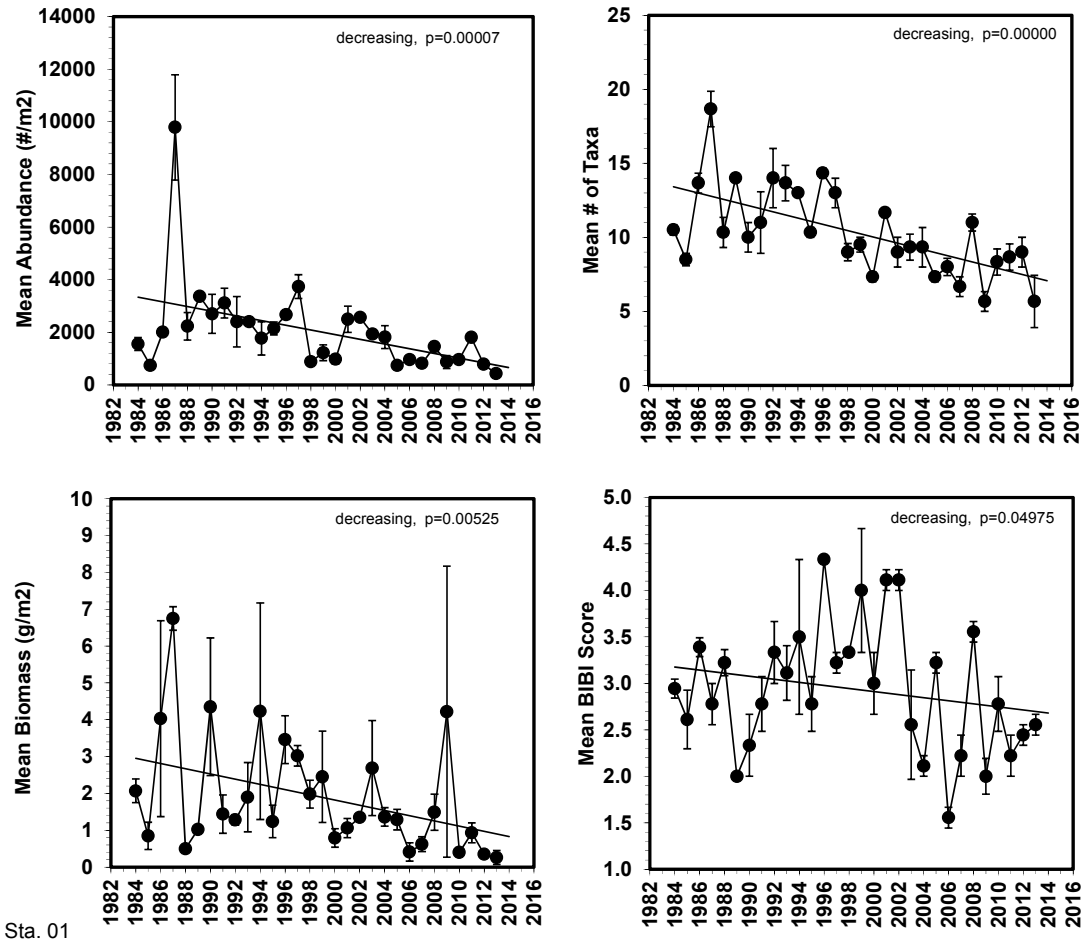 decreasing, p=0.00007
Mean Abundance (#/m2)
14000
12000
10000
8000
6000
4000
2000
0
1982 1984 1986 1988 1990 1992 1994 1996 1998 2000 2002 2004 2006 2008 2010 2012 2014 2016
decreasing, p=0.00000
Mean # of Taxa
25
20
15
10
5
0
1982 1984 1986 1988 1990 1992 1994 1996 1998 2000 2002 2004 2006 2008 2010 2012 2014 2016
decreasing, p=0.00525
Mean Biomass (g/m2)
10
9
8
7
6
5
4
3
2
1
0
1982 1984 1986 1988 1990 1992 1994 1996 1998 2000 2002 2004 2006 2008 2010 2012 2014 2016
decreasing, p=0.04975
Mean BIBI Score
5.0
4.5
4.0
3.5
3.0
2.5
2.0
1.5
1.0
1982 1984 1986 1988 1990 1992 1994 1996 1998 2000 2002 2004 2006 2008 2010 2012 2014 2016
Sta. 01